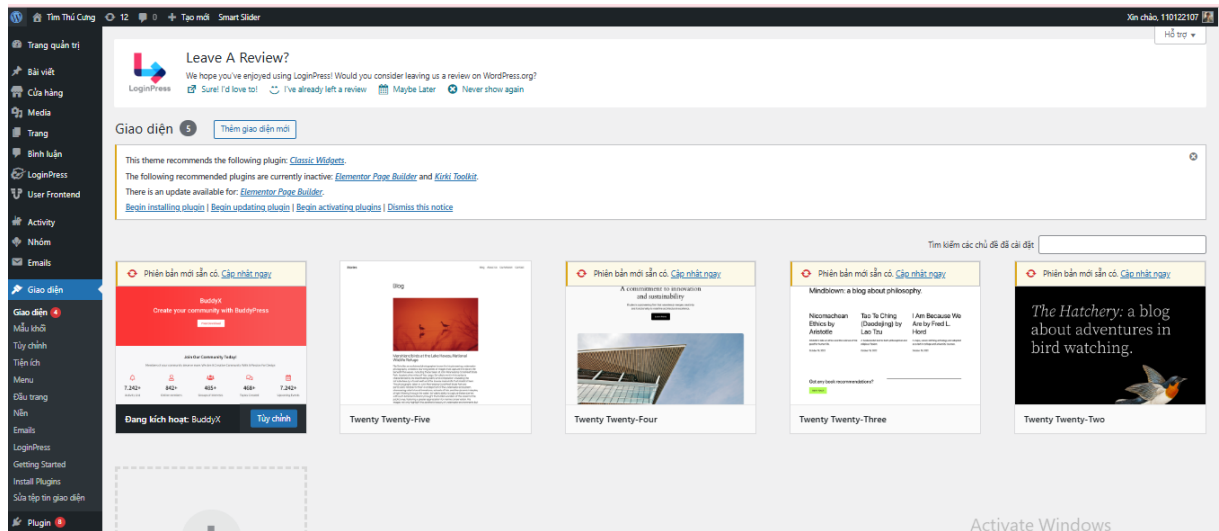 Tìm Thú Cưng 12 0 Tạo mới Smart Slider Xin chào, 110122107
Hỗ trợ
Trang quản trị
Bài viết
Cửa hàng
Media
Trang
Bình luận
LoginPress
User Frontend
Activity
Nhóm
Emails
Giao diện
Giao diện 4
Mẫu khối
Tùy chỉnh
Tiện ích
Menu
Đầu trang
Nền
Emails
LoginPress
Getting Started
Install Plugins
Sửa tệp tin giao diện
Plugin 8
LoginPress
Leave A Review?
We hope you've enjoyed using LoginPress! Would you consider leaving us a review on WordPress.org?
Sure! I'd love to! I've already left a review Maybe Later Never show again
Giao diện 5 Thêm giao diện mới
This theme recommends the following plugin: Classic Widgets.
The following recommended plugins are currently inactive: Elementor Page Builder and Kirki Toolkit.
There is an update available for: Elementor Page Builder.
Begin installing plugin | Begin updating plugin | Begin activating plugins | Dismiss this notice
Tìm kiếm các chủ đề đã cài đặt
Phiên bản mới sẵn có. Cập nhật ngay
BuddyX
Create your community with BuddyPress
Join the Community Today!
7.242+ 842+ 485+ 468+ 7.242+
Đang kích hoạt: BuddyX Tùy chỉnh
Blog
Twenty Twenty-Five
Phiên bản mới sẵn có. Cập nhật ngay
A commitment to innovation
and sustainability
Twenty Twenty-Four
Phiên bản mới sẵn có. Cập nhật ngay
Mindblown: a blog about philosophy.
Nicomachean
Ethics by
Aristotle
Tao Te Ching
(Daodejing) by
Lao Tzu
I Am Because We
Are by Fred L.
Hord
Got any book recommendations?
Twenty Twenty-Three
Phiên bản mới sẵn có. Cập nhật ngay
The Hatchery: a blog
about adventures in
bird watching.
Twenty Twenty-Two
Activate Windows